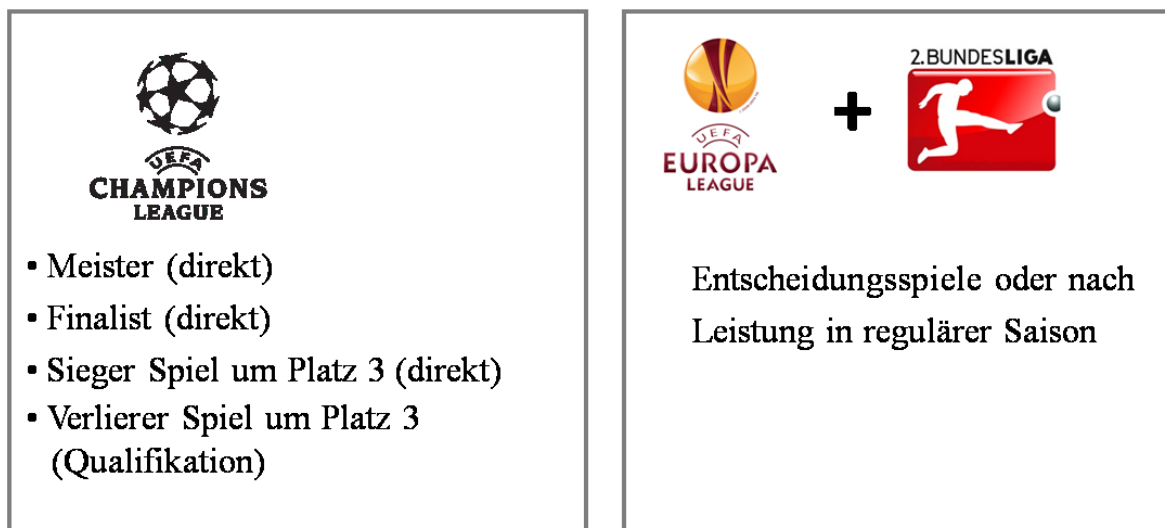 UEFA
CHAMPIONS
LEAGUE
• Meister (direkt)
• Finalist (direkt)
• Sieger Spiel um Platz 3 (direkt)
• Verlierer Spiel um Platz 3
(Qualifikation)
UEFA
EUROPA
LEAGUE
+
2.BUNDESLIGA
Entscheidungsspiele oder nach
Leistung in regulärer Saison